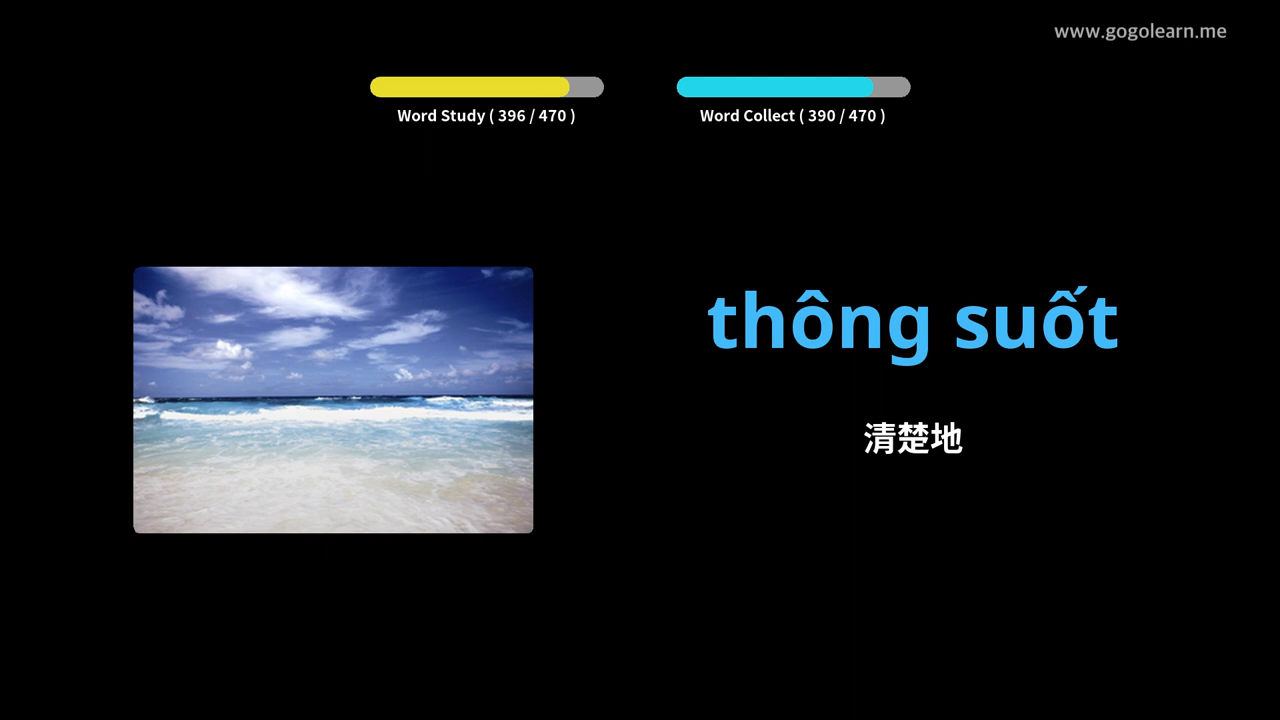 www.gogolearn.me
Word Study ( 396 / 470 )
Word Collect ( 390 / 470 )
thông suốt
清楚地